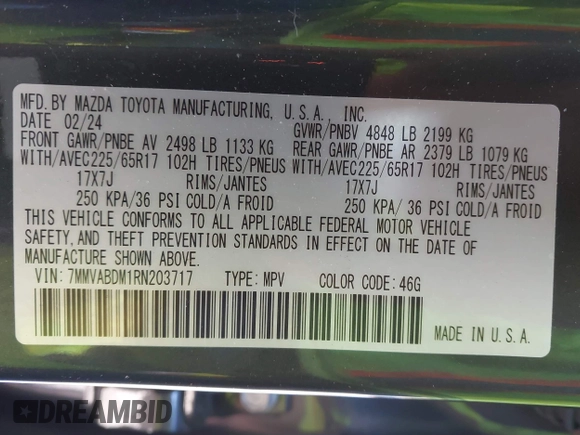 MFD. BY MAZDA TOYOTA MANUFACTURING, U.S.A., INC.
DATE 02/24 GVWR/PNBV 4848 LB 2199 KG
FRONT GAWR/PNBE AV 2498 LB 1133 KG REAR GAWR/PNBE AR 2379 LB 1079 KG
WITH/AVEC225/65R17 102H TIRES/PNEUS WITH/AVEC225/65R17 102H TIRES/PNEUS
17X7J RIMS/JANTES 17X7J RIMS/JANTES
250 KPA/36 PSI COLD/A FROID 250 KPA/ 36 PSI COLD/A FROID
THIS VEHICLE CONFORMS TO ALL APPLICABLE FEDERAL MOTOR VEHICLE
SAFETY, AND THEFT PREVENTION STANDARDS IN EFFECT ON THE DATE OF
MANUFACTURE SHOWN ABOVE.
VIN: 7MMVABDM1RN203717 TYPE: MPV COLOR CODE: 46G
MADE IN U.S.A.
DREAMBID